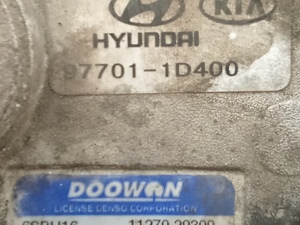 KIA
HYUNDAI
97701-1D400
DOOWON
LICENSE DENSO CORPORATION